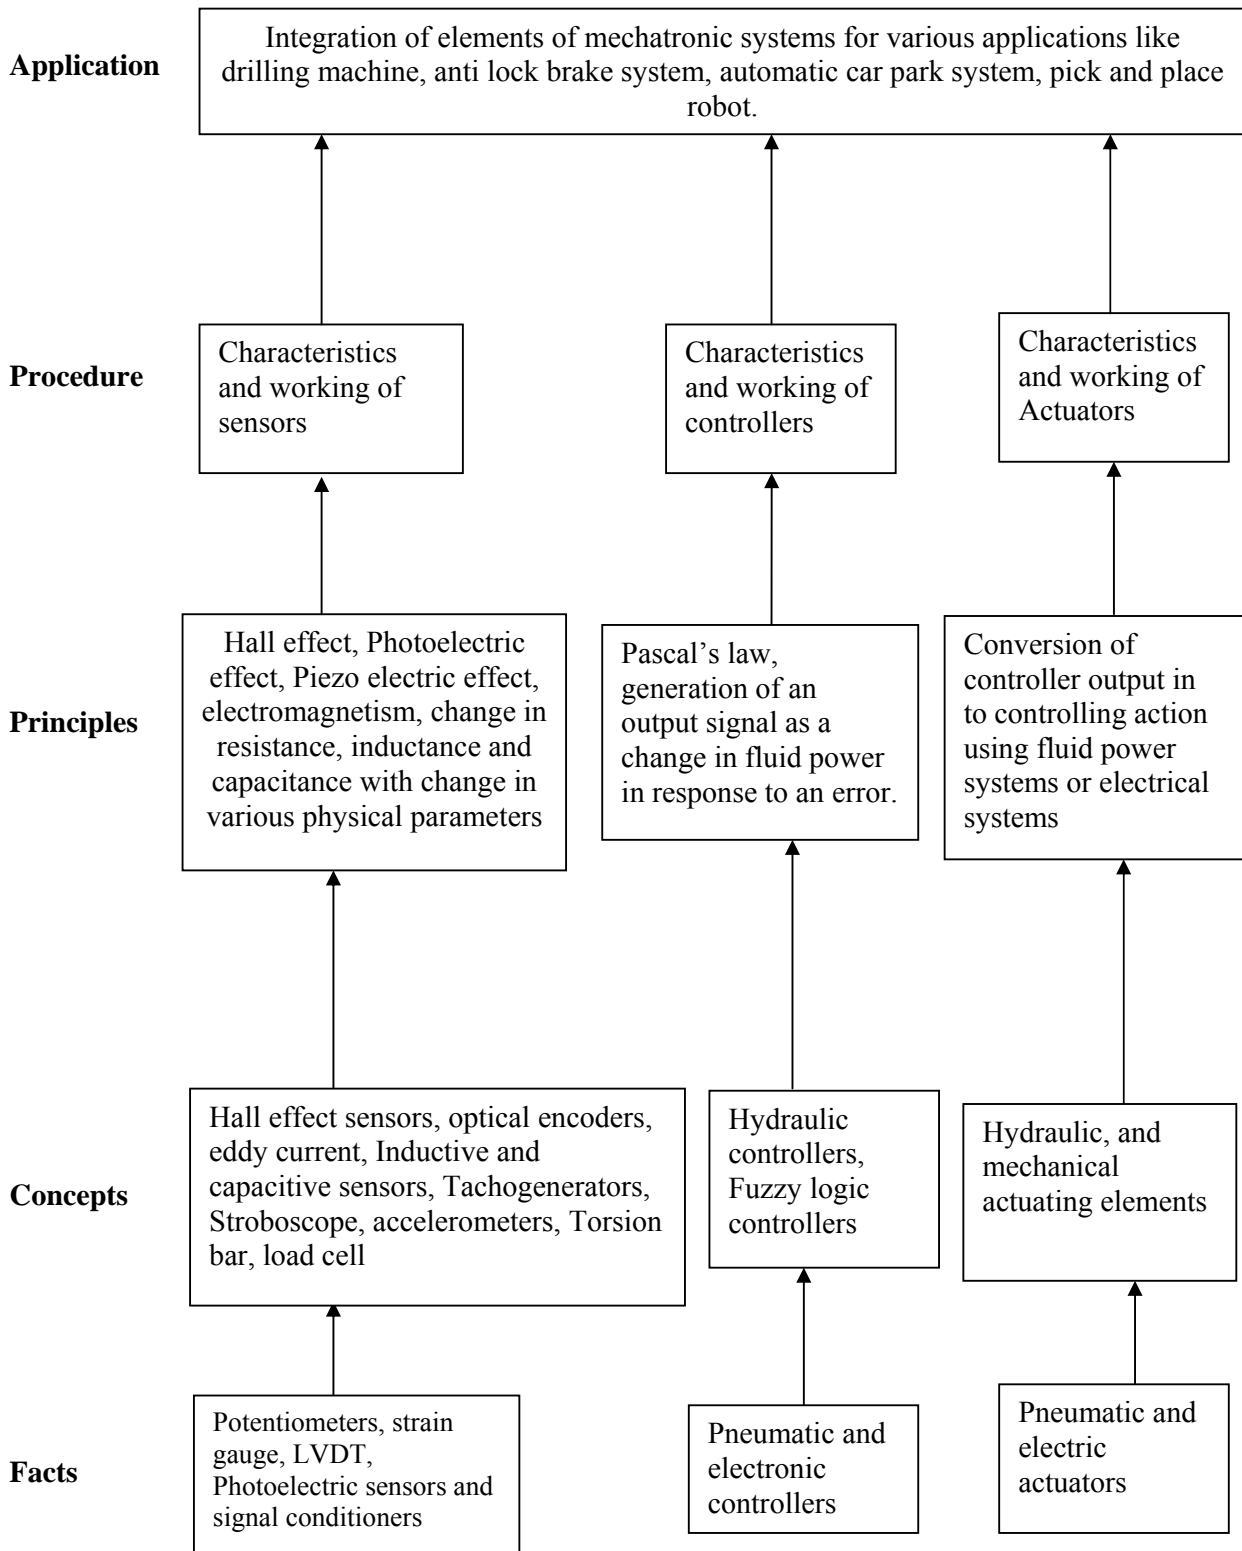 Application
Integration of elements of mechatronic systems for various applications like
drilling machine, anti lock brake system, automatic car park system, pick and place
robot.
Procedure
Characteristics
and working of
sensors
Characteristics
and working of
controllers
Characteristics
and working of
Actuators
Principles
Hall effect, Photoelectric
effect, Piezo electric effect,
electromagnetism, change in
resistance, inductance and
capacitance with change in
various physical parameters
Pascal’s law,
generation of an
output signal as a
change in fluid power
in response to an error.
Conversion of
controller output in
to controlling action
using fluid power
systems or electrical
systems
Concepts
Hall effect sensors, optical encoders,
eddy current, Inductive and
capacitive sensors, Tachogenerators,
Stroboscope, accelerometers, Torsion
bar, load cell
Hydraulic
controllers,
Fuzzy logic
controllers
Hydraulic, and
mechanical
actuating elements
Facts
Potentiometers, strain
gauge, LVDT,
Photoelectric sensors and
signal conditioners
Pneumatic and
electronic
controllers
Pneumatic and
electric
actuators